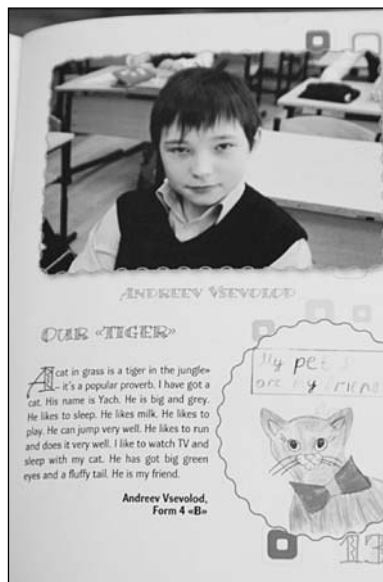 ANDREEV VSEVOLOD
OUR «TIGER»
A cat in grass is a tiger in the jungle»
– it's a popular proverb. I have got a
cat. His name is Yach. He is big and grey.
He likes to sleep. He likes milk. He likes to
play. He can jump very well. He likes to run
and does it very well. I like to watch TV and
sleep with my cat. He has got big green
eyes and a fluffy tail. He is my friend.
Andreev Vsevolod,
Form 4 «B»
My pets
are my friend
13